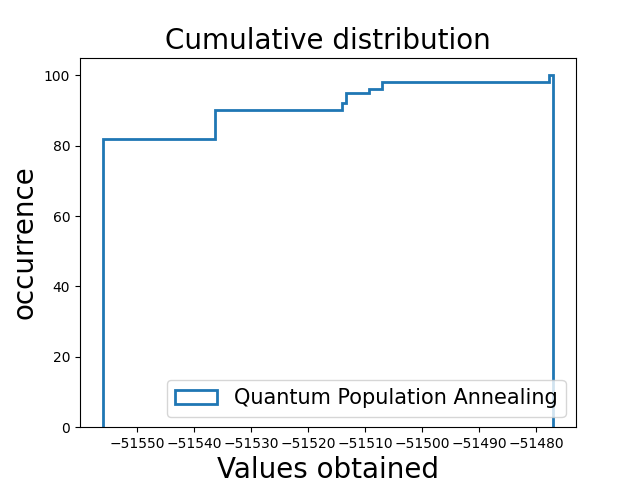 Cumulative distribution
occurrence
100
80
60
40
20
0
Quantum Population Annealing
−51550 −51540 −51530 −51520 −51510 −51500 −51490 −51480
Values obtained